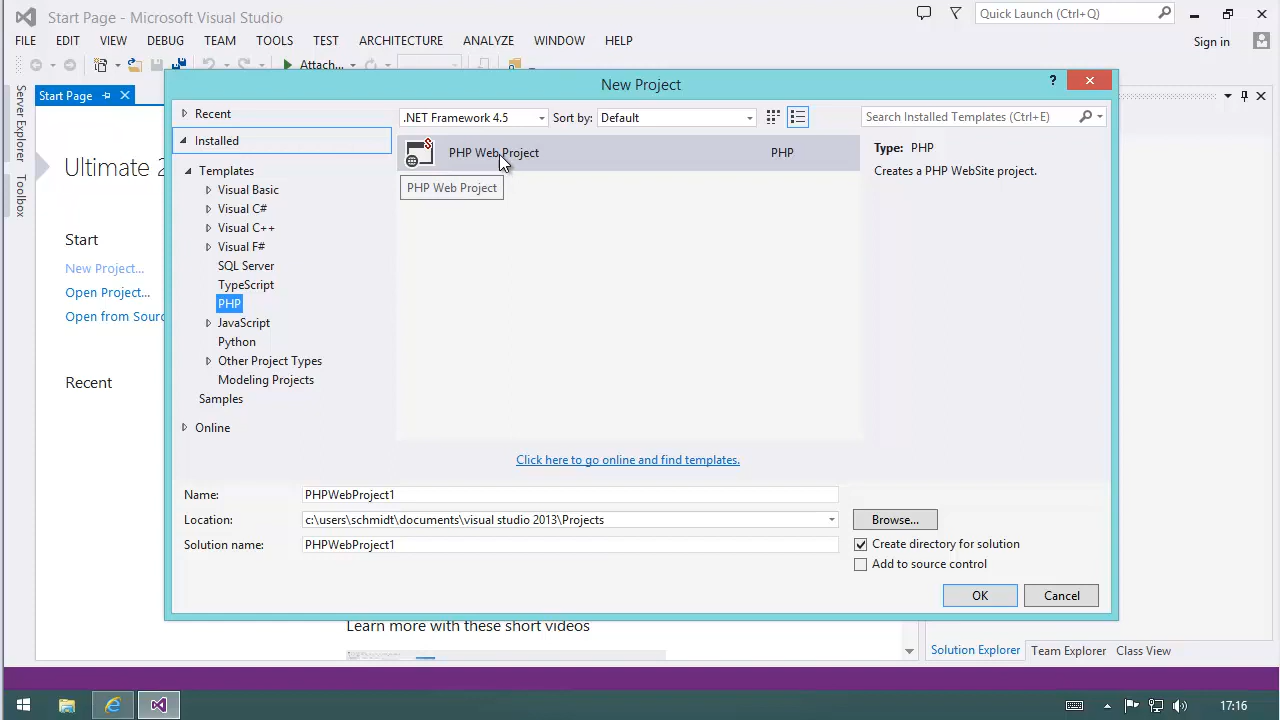 Start Page - Microsoft Visual Studio
Quick Launch (Ctrl+Q)
FILE EDIT VIEW DEBUG TEAM TOOLS TEST ARCHITECTURE ANALYZE WINDOW HELP
Sign in
Attach...
New Project
?
Server Explorer
Toolbox
Start Page
Ultimate 2
Start
New Project...
Open Project...
Open from Sourc
Recent
Recent
Installed
Templates
Visual Basic
Visual C#
Visual C++
Visual F#
SQL Server
TypeScript
PHP
JavaScript
Python
Other Project Types
Modeling Projects
Samples
Online
.NET Framework 4.5
Sort by: Default
Search Installed Templates (Ctrl+E)
PHP Web Project PHP
PHP Web Project
Type: PHP
Creates a PHP WebSite project.
Click here to go online and find templates.
Name: PHPWebProject1
Location: c:\users\schmidt\documents\visual studio 2013\Projects
Browse...
Solution name: PHPWebProject1
Create directory for solution
Add to source control
OK Cancel
Learn more with these short videos
Solution Explorer Team Explorer Class View
17:16